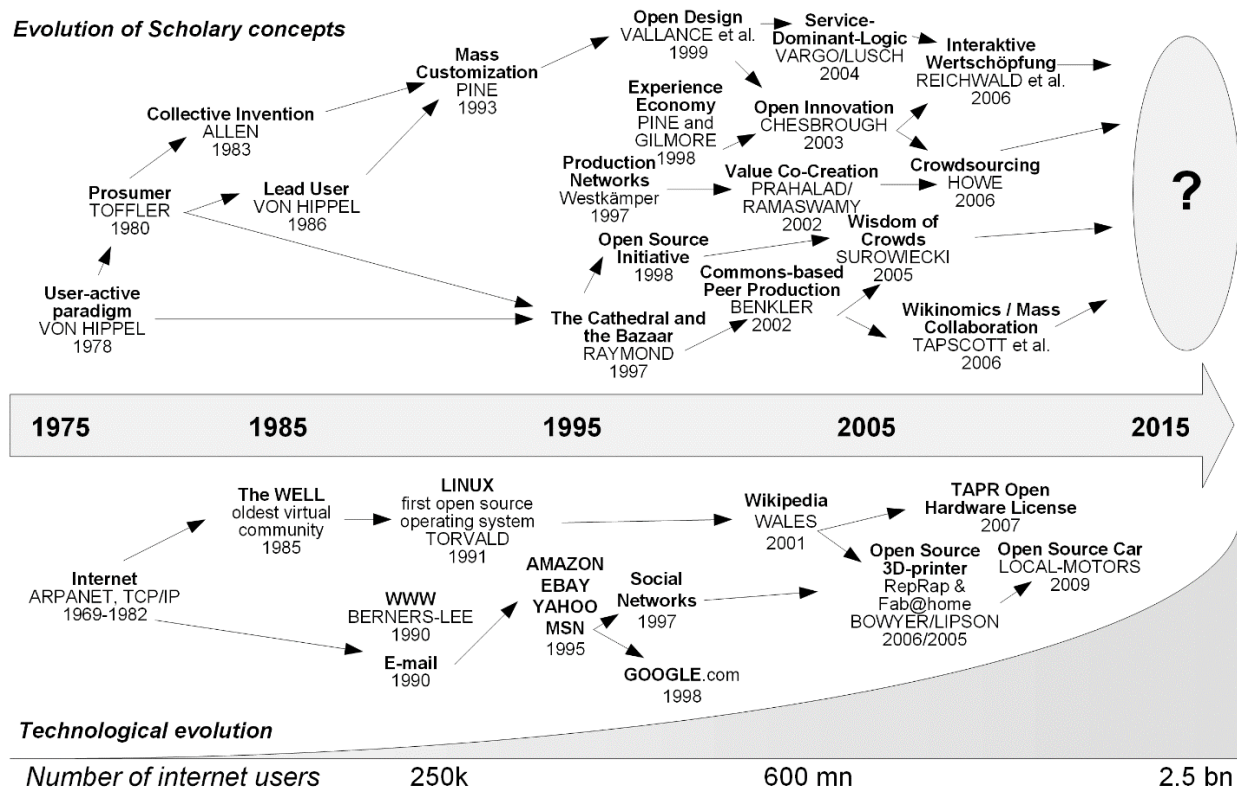 Evolution of Scholary concepts
User-active
paradigm
VON HIPPEL
1978
Prosumer
TOFFLER
1980
Collective Invention
ALLEN
1983
Lead User
VON HIPPEL
1986
Mass
Customization
PINE
1993
Open Design
VALLANCE et al.
1999
Service-
Dominant-Logic
VARGO/LUSCH
2004
Interaktive
Wertschöpfung
REICHWALD et al.
2006
Experience
Economy
PINE and
GILMORE
1998
Open Innovation
CHESBROUGH
2003
Production
Networks
Westkämper
1997
Value Co-Creation
PRAHALAD/
RAMASWAMY
2002
Crowdsourcing
HOWE
2006
Open Source
Initiative
1998
Wisdom of
Crowds
SUROWIECKI
2005
Commons-based
Peer Production
BENKLER
2002
The Cathedral and
the Bazaar
RAYMOND
1997
Wikinomics / Mass
Collaboration
TAPSCOTT et al.
2006
?
1975 1985 1995 2005 2015
Internet
ARPANET, TCP/IP
1969-1982
The WELL
oldest virtual
community
1985
LINUX
first open source
operating system
TORVALD
1991
WWW
BERNERS-LEE
1990
E-mail
1990
AMAZON
EBAY
YAHOO
MSN
1995
Social
Networks
1997
GOOGLE.com
1998
Wikipedia
WALES
2001
TAPR Open
Hardware License
2007
Open Source
3D-printer
RepRap &
Fab@home
BOWYER/LIPSON
2006/2005
Open Source Car
LOCAL-MOTORS
2009
Technological evolution
Number of internet users 250k 600 mn 2.5 bn